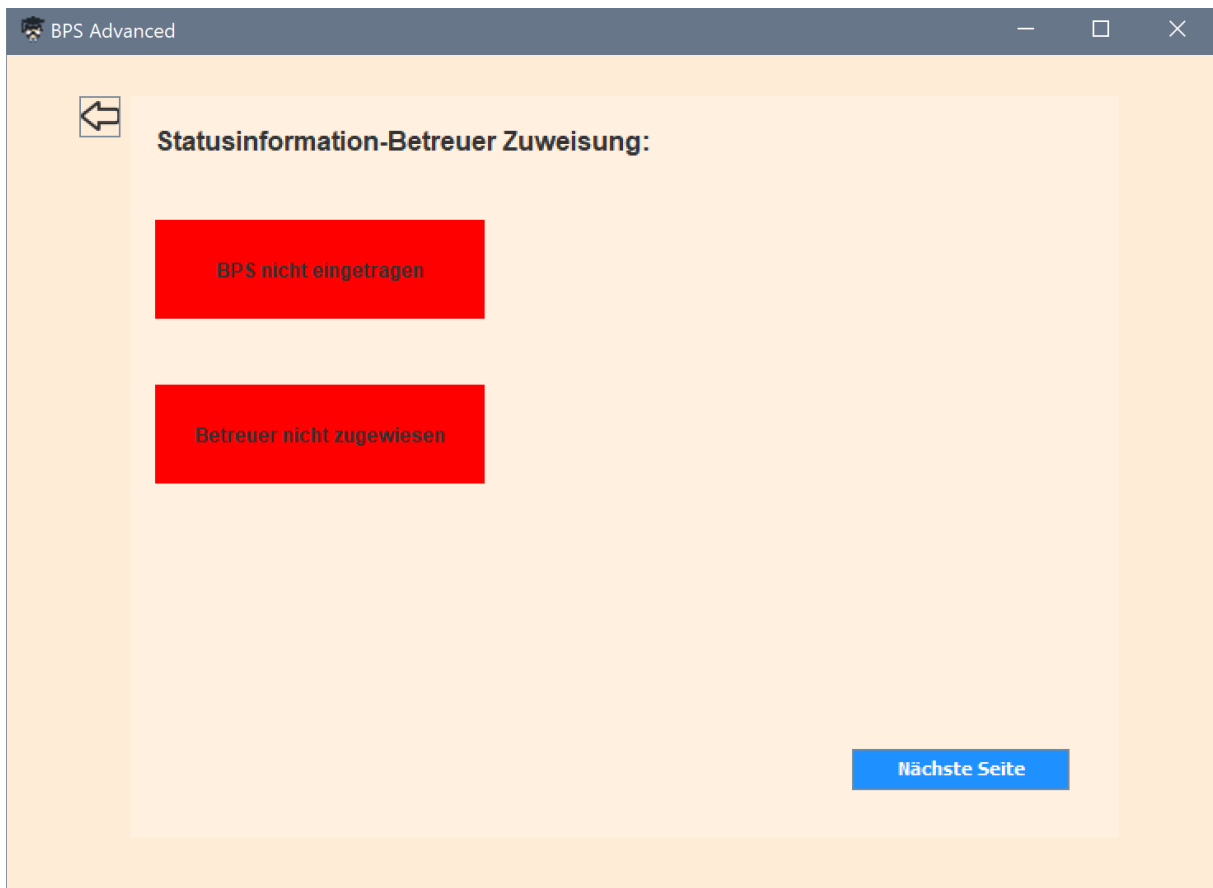 BPS Advanced
Statusinformation-Betreuer Zuweisung:
BPS nicht eingetragen
Betreuer nicht zugewiesen
Nächste Seite